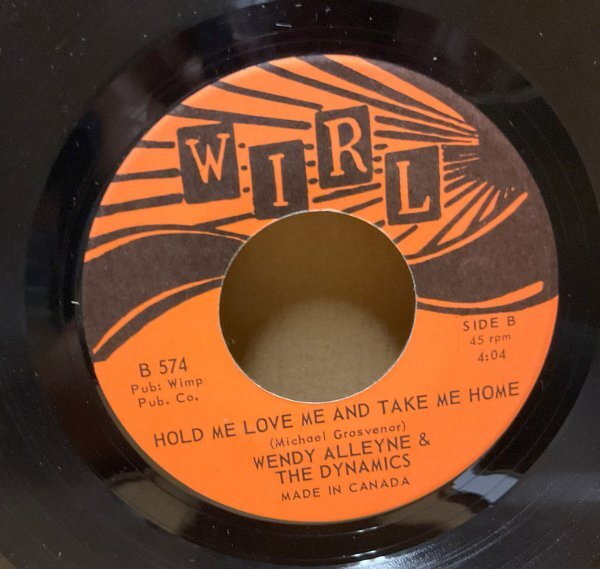 WIRL
SIDE B
45 rpm
4:04
B 574
Pub: Wimp
Pub. Co.
HOLD ME LOVE ME AND TAKE ME HOME
(Michael Grosvenor)
WENDY ALLEYNE &
THE DYNAMICS
MADE IN CANADA